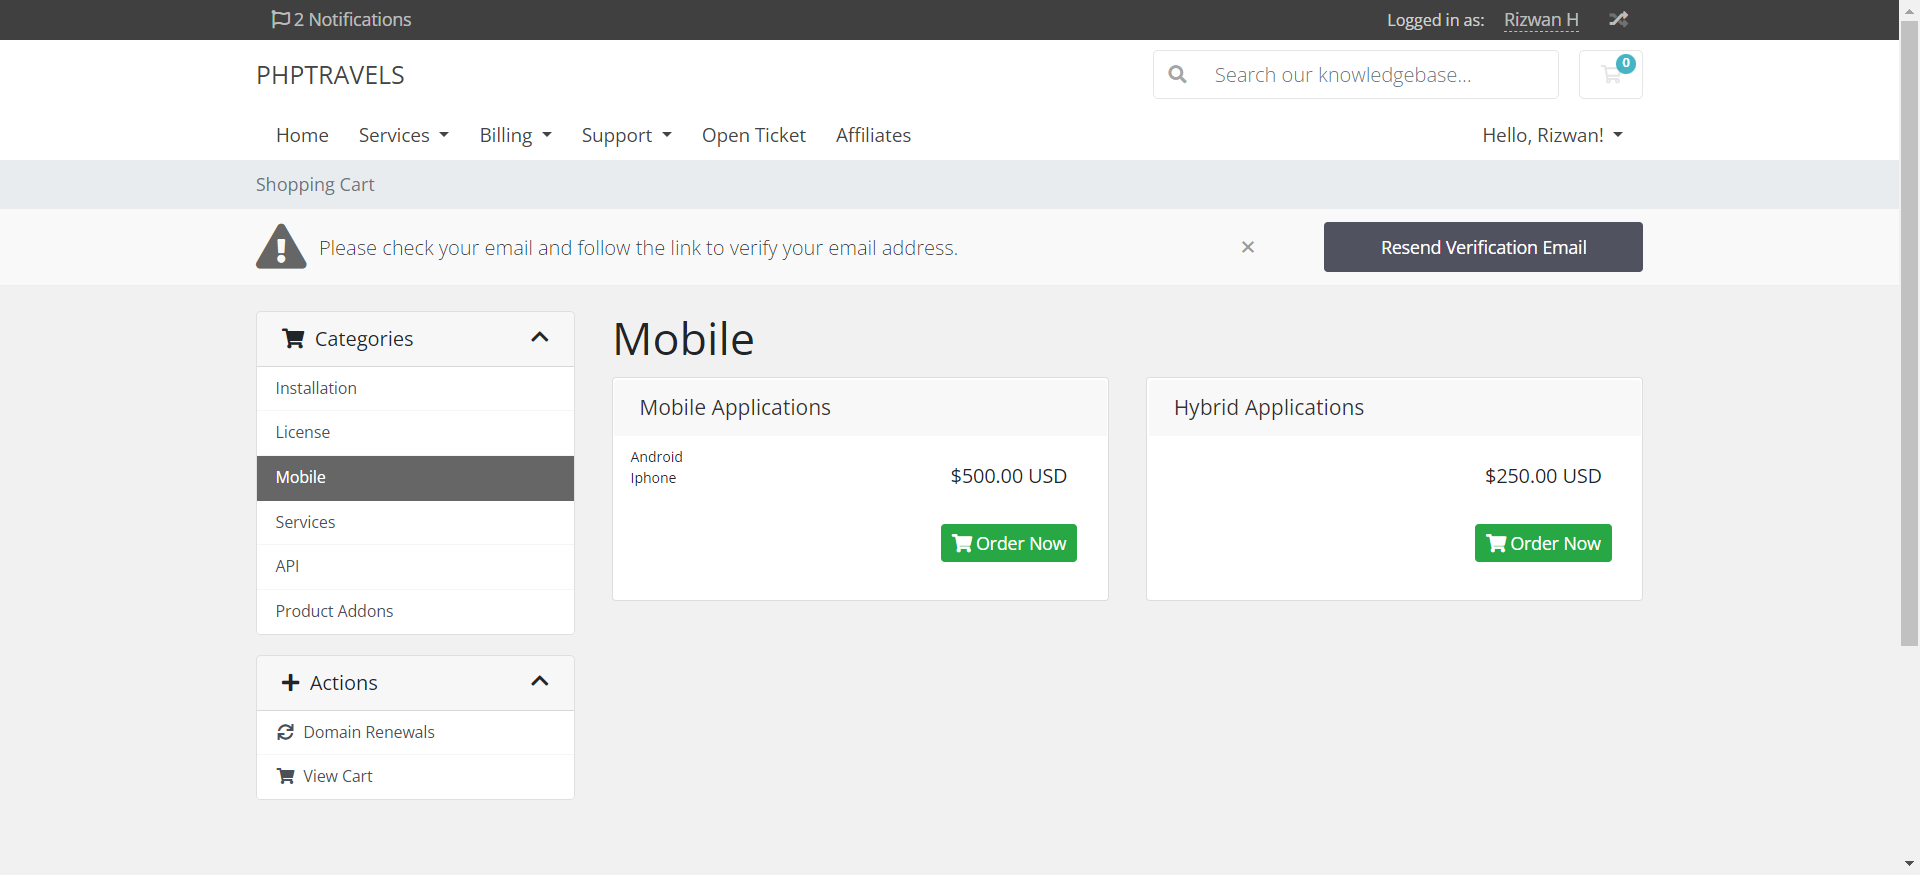 2 Notifications
Logged in as: Rizwan H
PHPTRAVELS
Search our knowledgebase...
0
Home Services Billing Support Open Ticket Affiliates Hello, Rizwan!
Shopping Cart
Please check your email and follow the link to verify your email address.
Resend Verification Email
Categories
Installation
License
Mobile
Services
API
Product Addons
Actions
Domain Renewals
View Cart
Mobile
Mobile Applications
Android
Iphone
$500.00 USD
Order Now
Hybrid Applications
$250.00 USD
Order Now